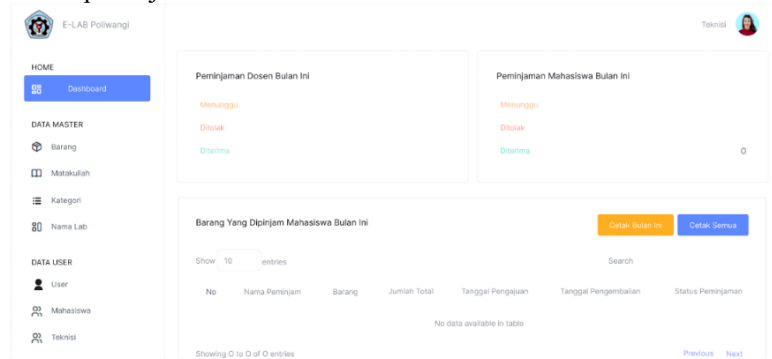 E-LAB Poliwangi
Teknisi
HOME
Dashboard
DATA MASTER
Barang
Matakuliah
Kategori
Nama Lab
DATA USER
User
Mahasiswa
Teknisi
Peminjaman Dosen Bulan Ini
Menunggu
Ditolak
Diterima
Peminjaman Mahasiswa Bulan Ini
Menunggu
Ditolak
Diterima 0
Barang Yang Dipinjam Mahasiswa Bulan Ini
Cetak Bulan Ini Cetak Semua
Show 10 entries Search
No Nama Peminjam Barang Jumlah Total Tanggal Pengajuan Tanggal Pengembalian Status Peminjaman
No data available in table
Showing 0 to 0 of 0 entries Previous Next